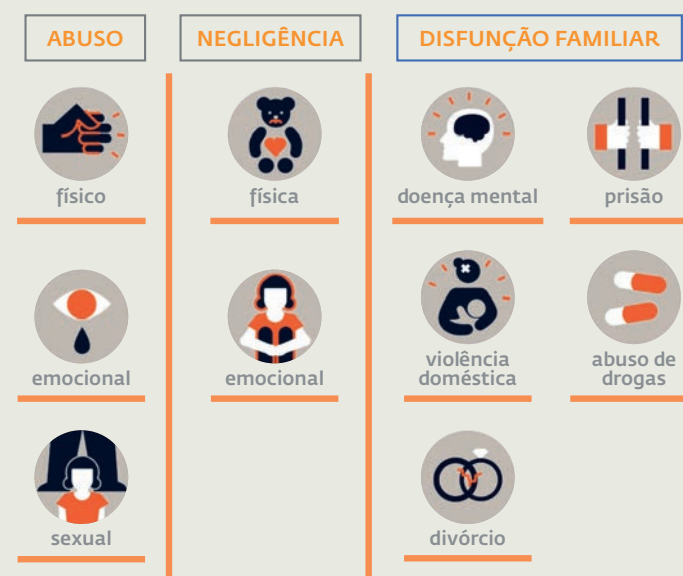 ABUSO
físico
emocional
sexual
NEGLIGÊNCIA
física
emocional
DISFUNÇÃO FAMILIAR
doença mental
prisão
violência
doméstica
abuso de
drogas
divórcio